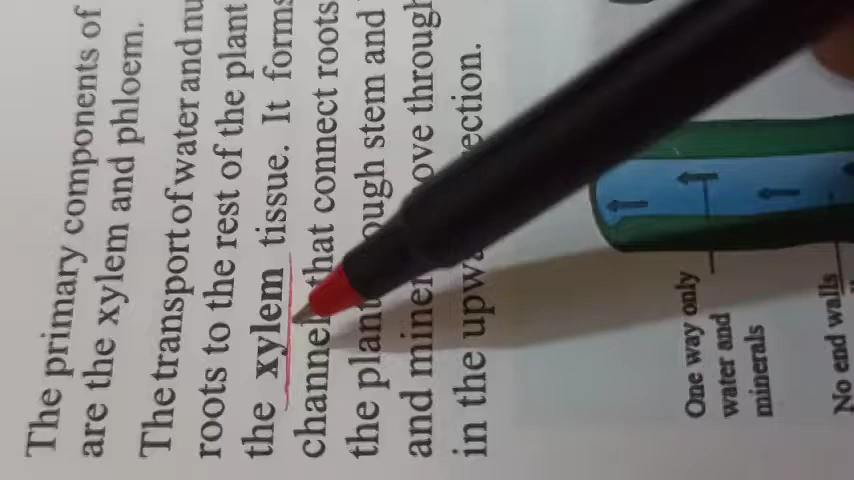 The primary components of
are the xylem and phloem.
The transport of water and nu
roots to the rest of the plant
the xylem tissue. It forms
channel that connect roots
the plant ough stem and
and miner ove through
in the upwa ection.
One way only
water and
minerals
No end walls